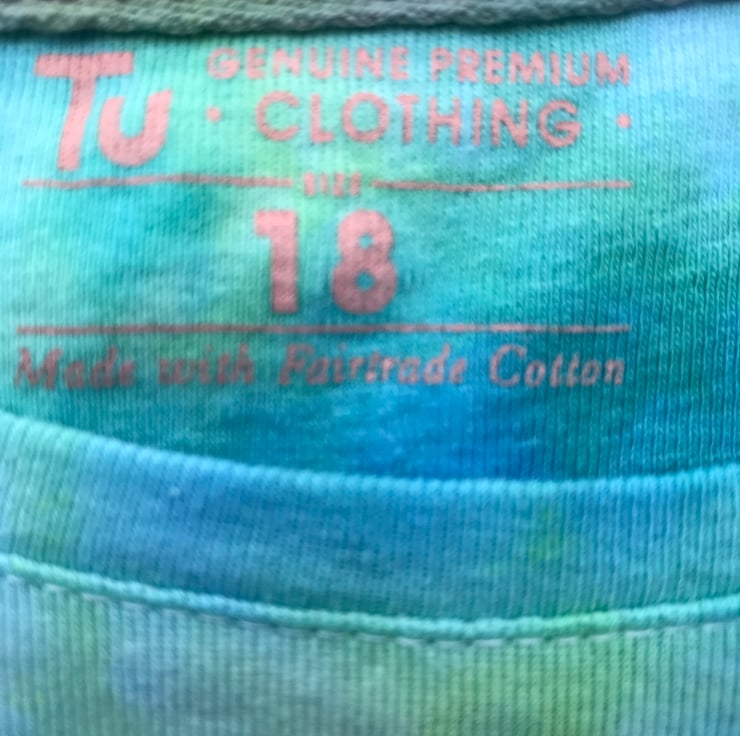 Tu GENUINE PREMIUM
· CLOTHING ·
SIZE
18
Made with Fairtrade Cotton